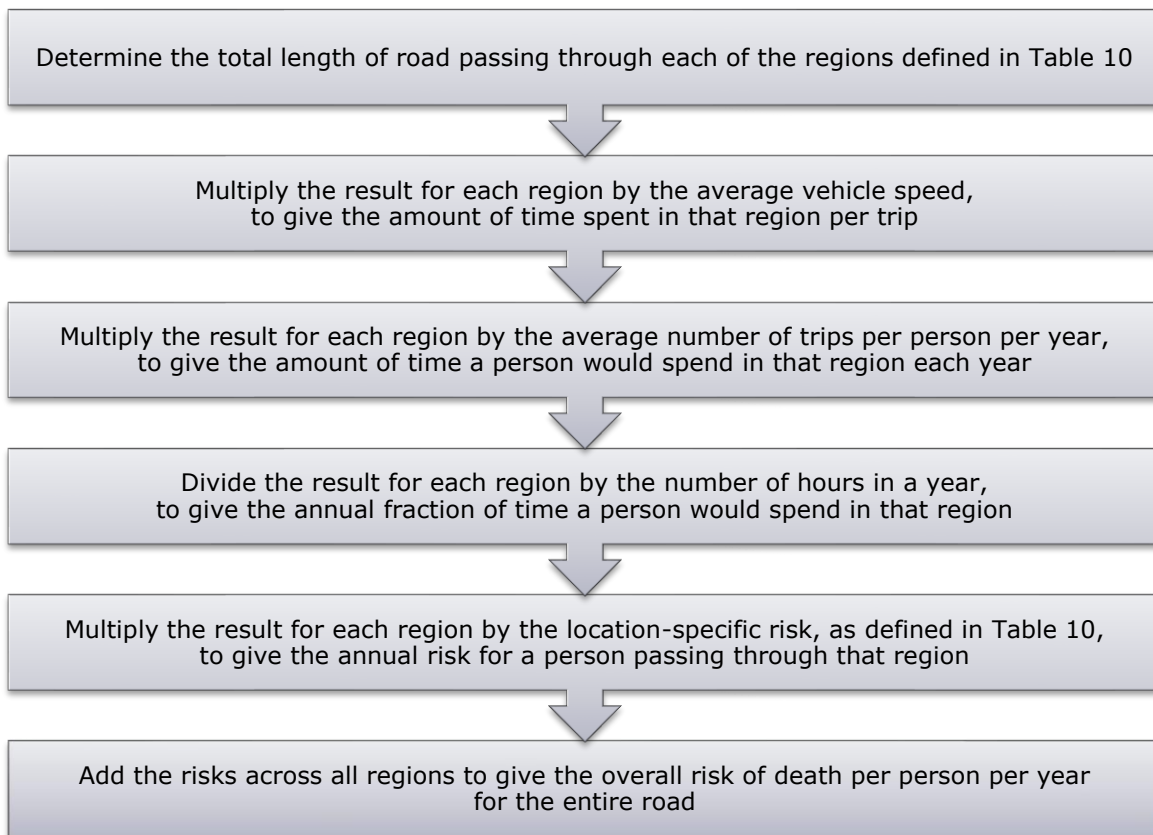 Determine the total length of road passing through each of the regions defined in Table 10
Multiply the result for each region by the average vehicle speed,
to give the amount of time spent in that region per trip
Multiply the result for each region by the average number of trips per person per year,
to give the amount of time a person would spend in that region each year
Divide the result for each region by the number of hours in a year,
to give the annual fraction of time a person would spend in that region
Multiply the result for each region by the location-specific risk, as defined in Table 10,
to give the annual risk for a person passing through that region
Add the risks across all regions to give the overall risk of death per person per year
for the entire road